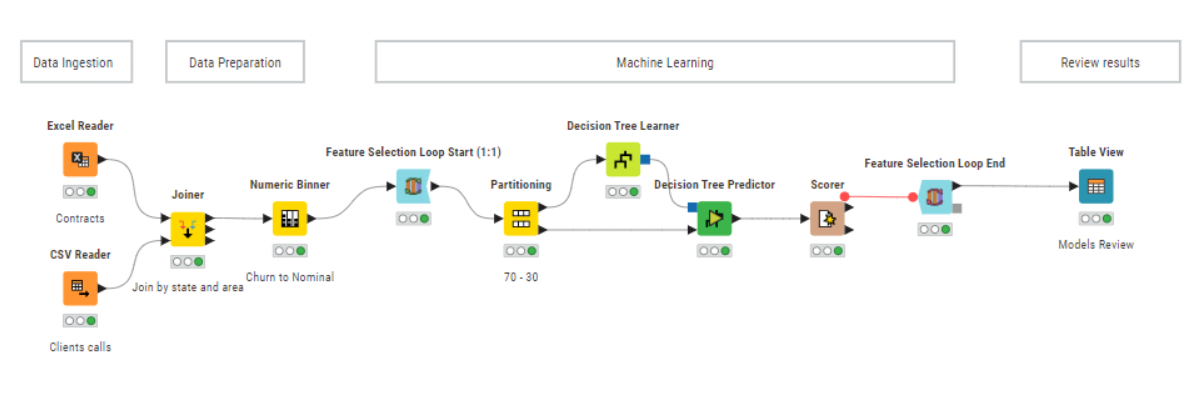 Data Ingestion
Data Preparation
Machine Learning
Review results
Excel Reader
Contracts
CSV Reader
Clients calls
Joiner
Join by state and area
Numeric Binner
Churn to Nominal
Feature Selection Loop Start (1:1)
Partitioning
70 - 30
Decision Tree Learner
Decision Tree Predictor
Scorer
Feature Selection Loop End
Table View
Models Review